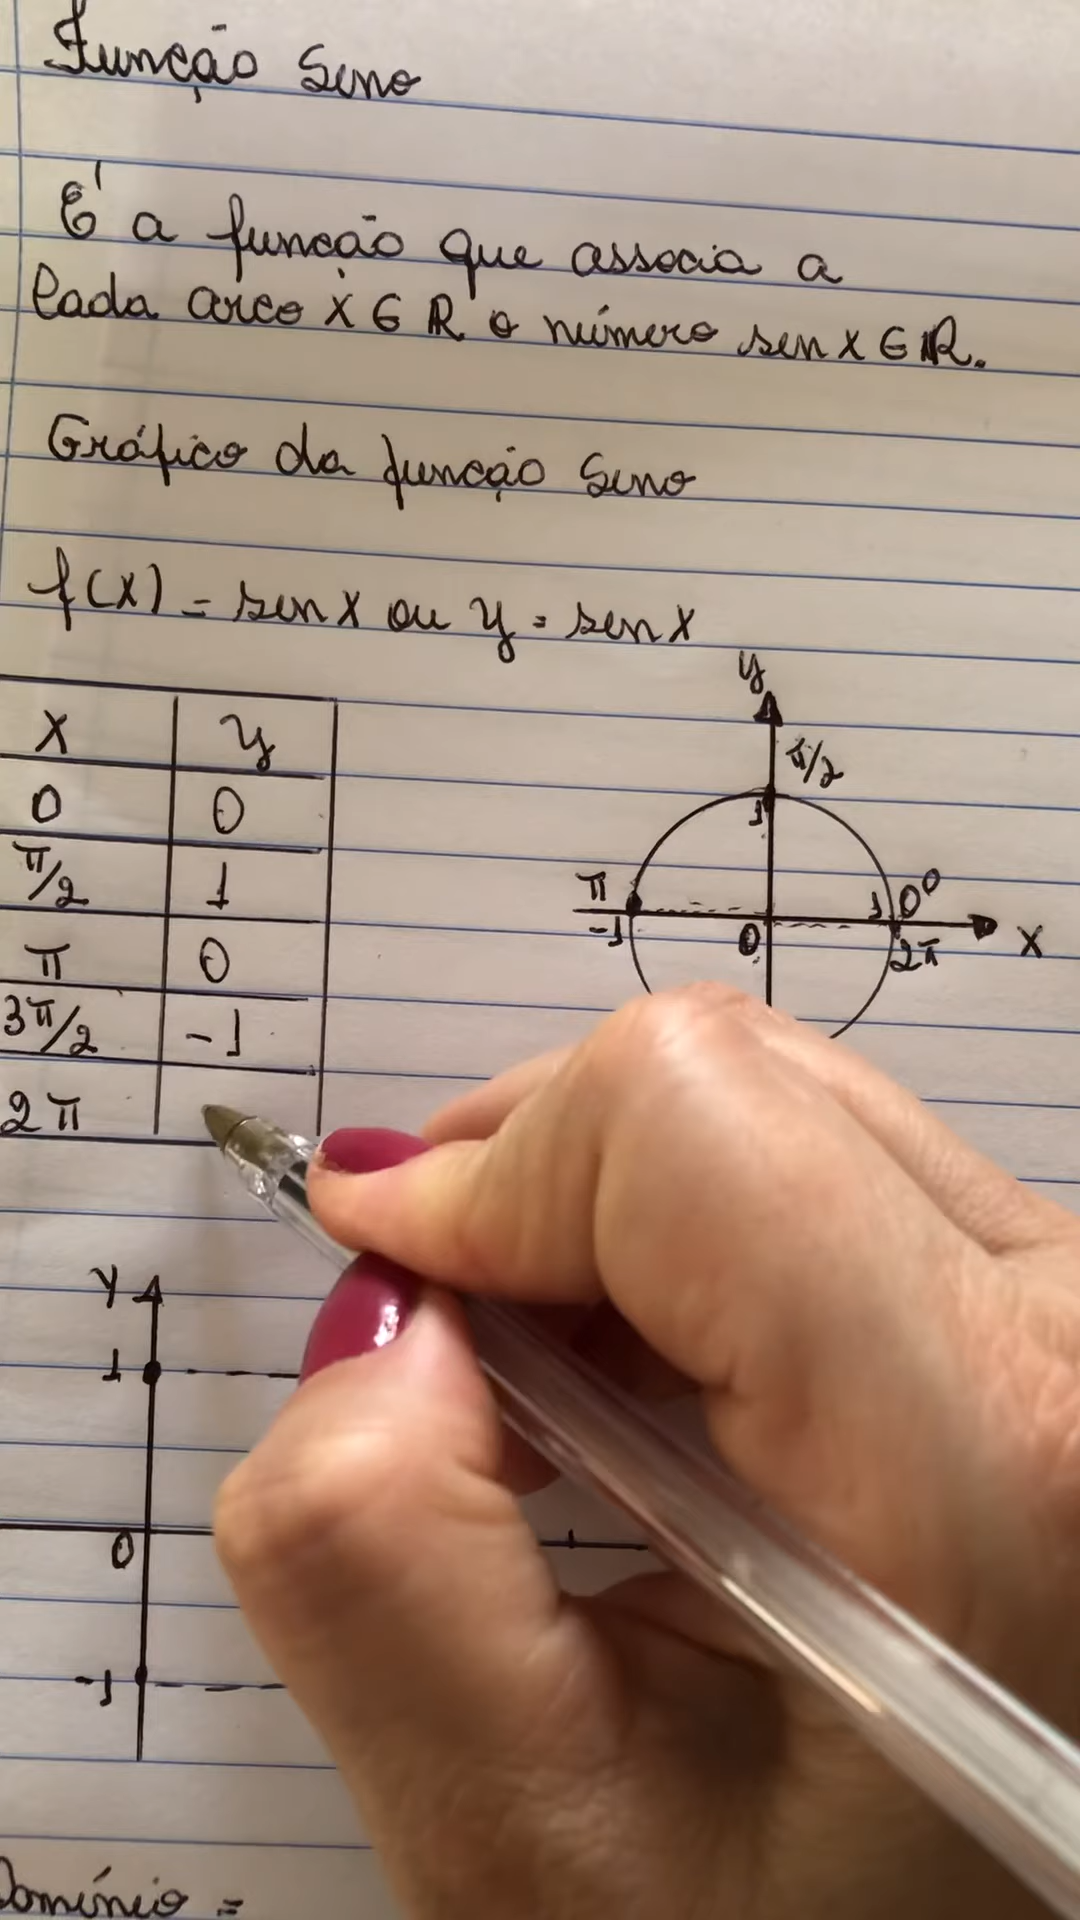 Função Seno
É a função que associa a
cada arco x ∈ ℝ o número sen x ∈ ℝ.
Gráfico da função Seno
f(x) = sen x ou y = sen x
x y
0 0
π/2 1
π 0
3π/2 -1
2π
y
π/2
1
π 1 0°
-1 0 2π x
y
1
0
-1
Domínio =